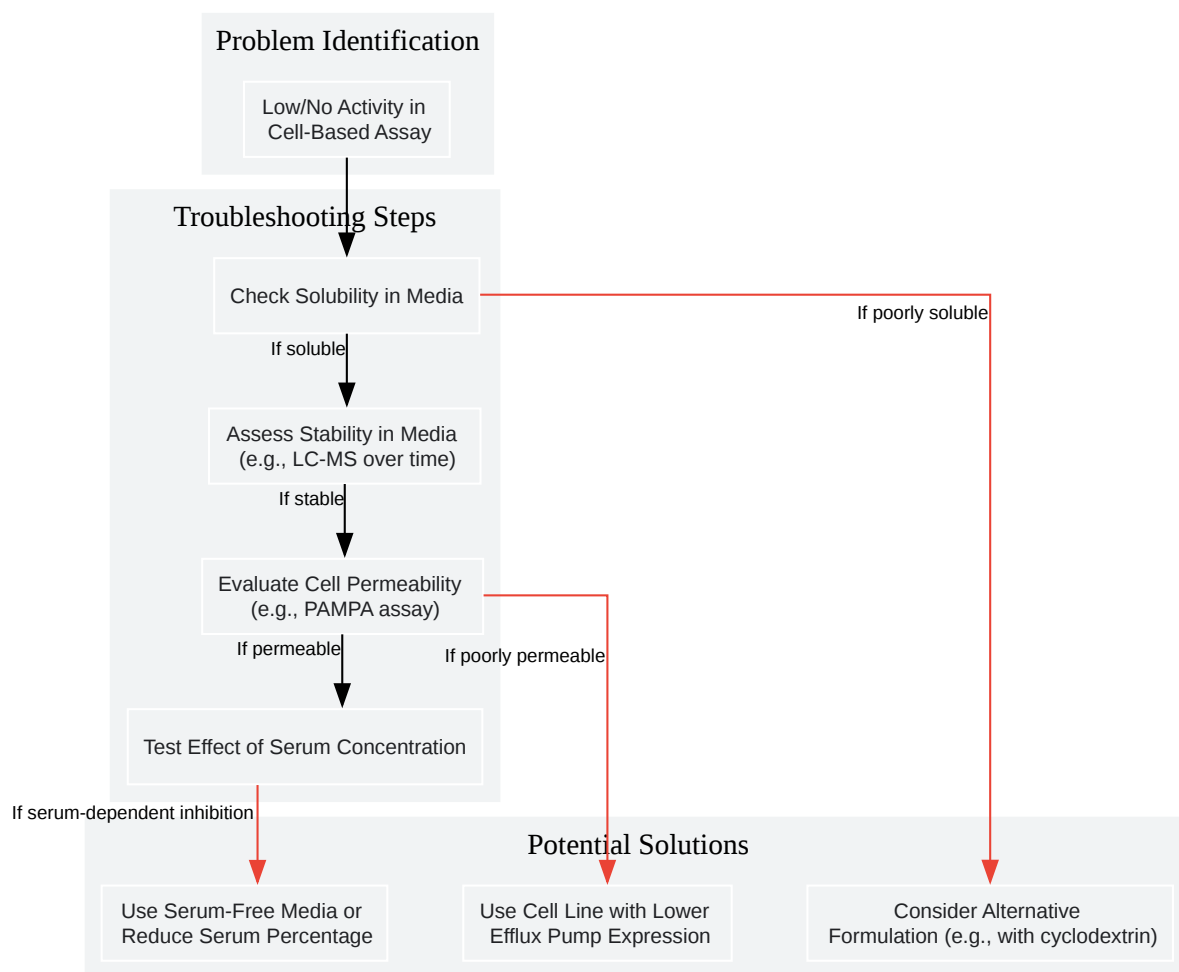 Problem Identification
Low/No Activity in
Cell-Based Assay
Troubleshooting Steps
Check Solubility in Media
If poorly soluble
If soluble
Assess Stability in Media
(e.g., LC-MS over time)
If stable
Evaluate Cell Permeability
(e.g., PAMPA assay)
If permeable
If poorly permeable
Test Effect of Serum Concentration
If serum-dependent inhibition
Potential Solutions
Use Serum-Free Media or
Reduce Serum Percentage
Use Cell Line with Lower
Efflux Pump Expression
Consider Alternative
Formulation (e.g., with cyclodextrin)